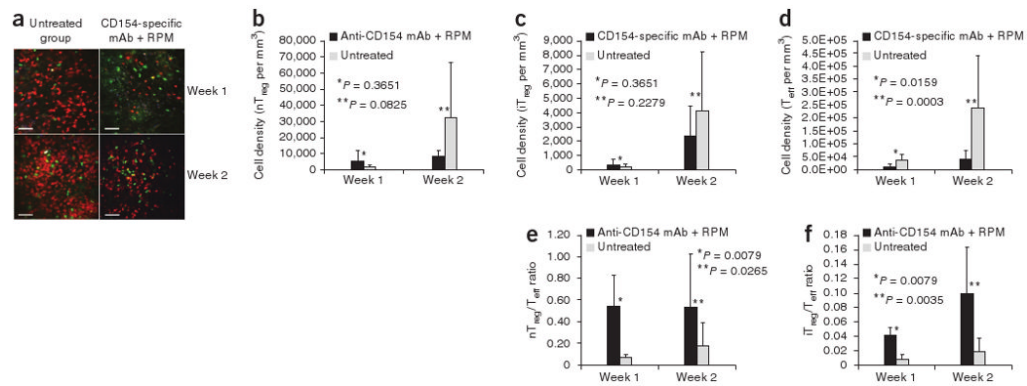 a
Untreated group
CD154-specific mAb + RPM
Week 1
Week 2
b
Anti-CD154 mAb + RPM
Untreated
*P = 0.3651
**P = 0.0825
Cell density (nTreg per mm3)
80,000
70,000
60,000
50,000
40,000
30,000
20,000
10,000
0
*
**
Week 1
Week 2
c
CD154-specific mAb + RPM
Untreated
*P = 0.3651
**P = 0.2279
Cell density (iTreg per mm3)
9,000
8,000
7,000
6,000
5,000
4,000
3,000
2,000
1,000
0
*
**
Week 1
Week 2
d
CD154-specific mAb + RPM
Untreated
*P = 0.0159
**P = 0.0003
Cell density (Teff per mm3)
5.0E+05
4.5E+05
4.0E+05
3.5E+05
3.0E+05
2.5E+05
2.0E+05
1.5E+05
1.0E+05
5.0E+04
0.0E+05
*
**
Week 1
Week 2
e
Anti-CD154 mAb + RPM
Untreated
*P = 0.0079
**P = 0.0265
nTreg/Teff ratio
1.20
1.00
0.80
0.60
0.40
0.20
0
*
**
Week 1
Week 2
f
Anti-CD154 mAb + RPM
Untreated
*P = 0.0079
**P = 0.0035
iTreg/Teff ratio
0.18
0.16
0.14
0.12
0.10
0.08
0.06
0.04
0.02
0
*
**
Week 1
Week 2